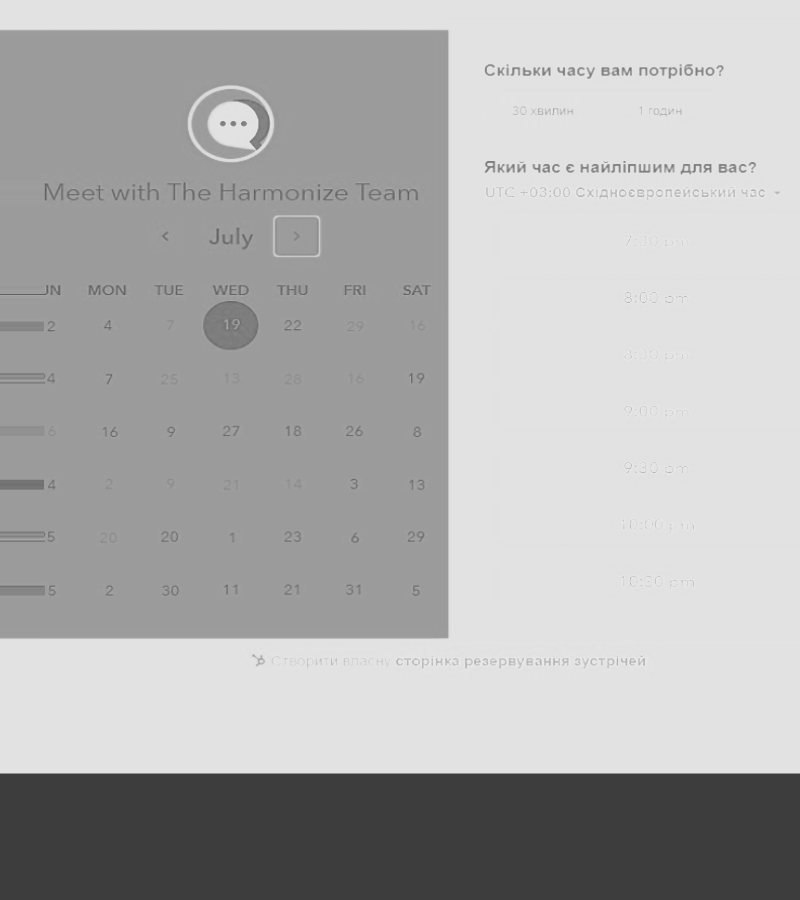 Meet with The Harmonize Team
July
MON TUE WED THU FRI SAT
2 4 7 19 22 29 16
4 7 25 13 28 16 19
6 16 9 27 18 26 8
4 2 9 21 14 3 13
5 20 20 1 23 6 29
5 2 30 11 21 31 5
Скільки часу вам потрібно?
30 хвилин 1 годин
Який час є найліпшим для вас?
UTC +03:00 Східноєвропейський час
7:30 pm
8:00 pm
8:30 pm
9:00 pm
9:30 pm
10:00 pm
10:30 pm
Створити власну сторінка резервування зустрічей